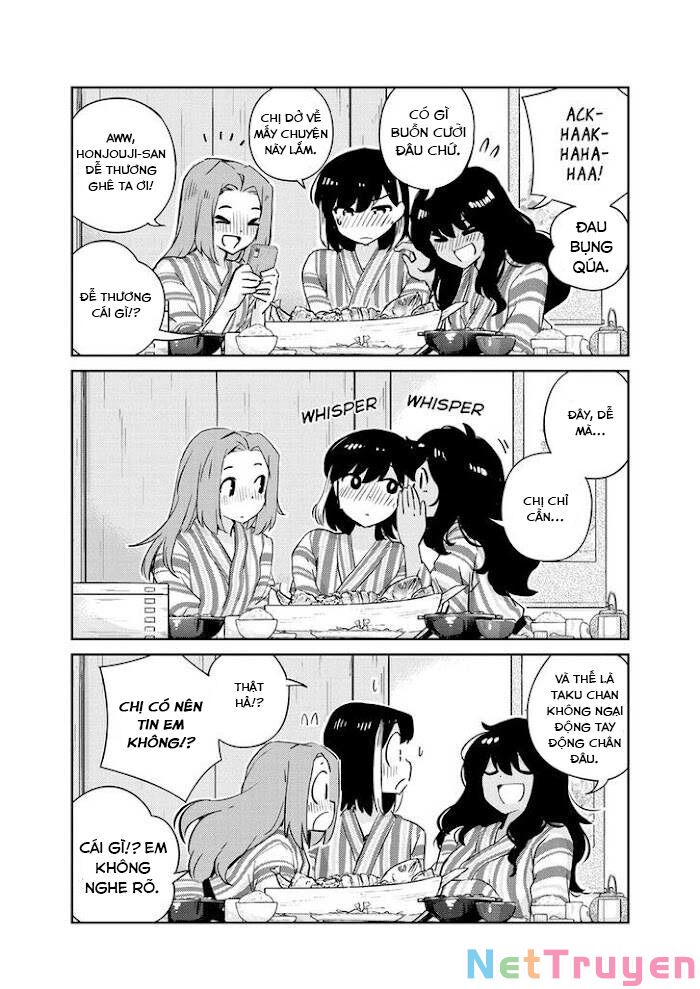 ACK-
HAAK-
HAHA-
HAA!
ĐAU
BỤNG
QÚA.
CÓ GÌ
BUỒN CƯỜI
ĐÂU CHỨ.
CHỊ DỞ VỀ
MẤY CHUYỆN
NÀY LẮM.
AWW,
HONJOUJI-SAN
DỄ THƯƠNG
GHÊ TA ƠI!
DỄ THƯƠNG
CÁI GÌ!?
ĐÂY, DỄ
MÀ...
CHỊ CHỈ
CẦN...
WHISPER
WHISPER
VÀ THẾ LÀ
TAKU CHAN
KHÔNG NGẠI
ĐỘNG TAY
ĐỘNG CHÂN
ĐÂU.
THẬT
HẢ!?
CHỊ CÓ NÊN
TIN EM
KHÔNG!?
CÁI GÌ!? EM
KHÔNG
NGHE RÕ.
NetTruyen